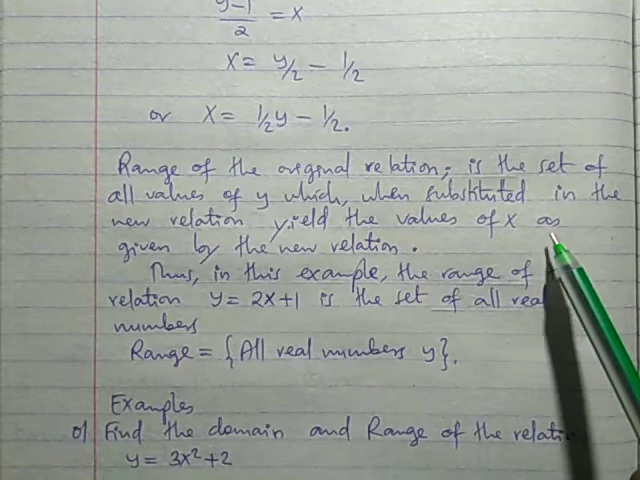 y-1/2 = x
x = y/2 - 1/2
or x = 1/2y - 1/2.
Range of the original relation; is the set of
all values of y which, when substituted in the
new relation yield the values of x as
given by the new relation.
Thus, in this example, the range of
relation y = 2x+1 is the set of all real
numbers
Range = {All real numbers y}.
Examples
01 Find the domain and Range of the
y = 3x²+2